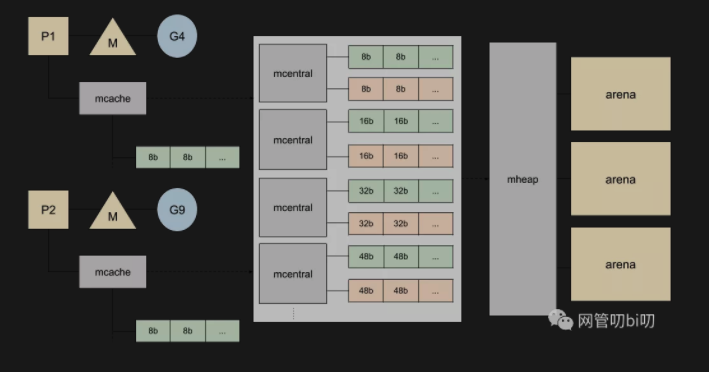 P1
M
G4
mcache
8b 8b ...
P2
M
G9
mcache
8b 8b ...
mcentral
8b 8b ...
8b 8b ...
mcentral
16b 16b ...
16b 16b ...
mcentral
32b 32b ...
32b 32b ...
mcentral
48b 48b ...
48b 48b ...
mheap
arena
arena
arena
网管叨bi叨